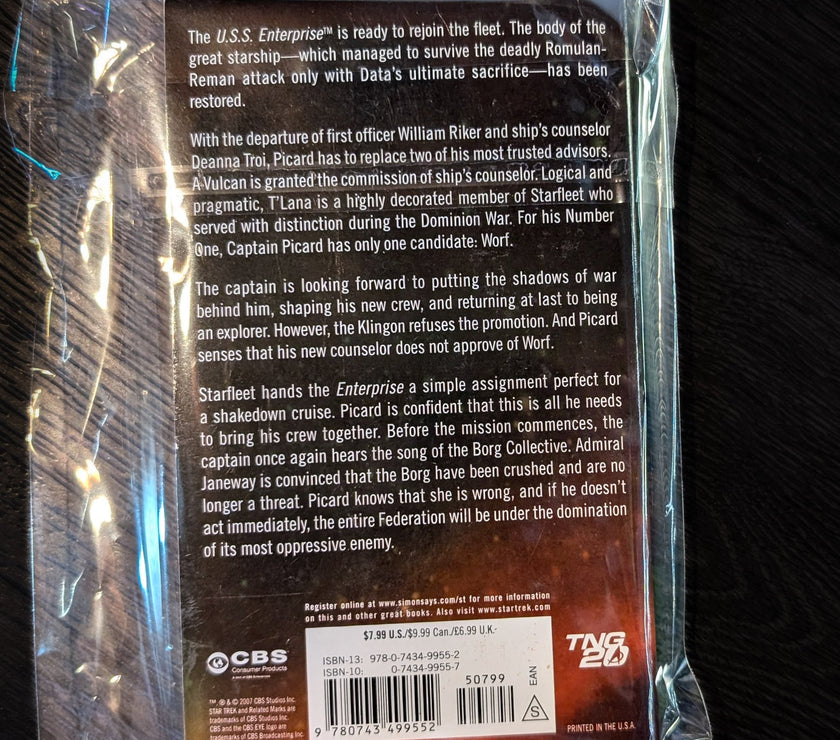 The U.S.S. Enterprise™ is ready to rejoin the fleet. The body of the
great starship—which managed to survive the deadly Romulan-
Reman attack only with Data's ultimate sacrifice—has been
restored.
With the departure of first officer William Riker and ship's counselor
Deanna Troi, Picard has to replace two of his most trusted advisors.
A Vulcan is granted the commission of ship's counselor. Logical and
pragmatic, T'Lana is a highly decorated member of Starfleet who
served with distinction during the Dominion War. For his Number
One, Captain Picard has only one candidate: Worf.
The captain is looking forward to putting the shadows of war
behind him, shaping his new crew, and returning at last to being
an explorer. However, the Klingon refuses the promotion. And Picard
senses that his new counselor does not approve of Worf.
Starfleet hands the Enterprise a simple assignment perfect for
a shakedown cruise. Picard is confident that this is all he needs
to bring his crew together. Before the mission commences, the
captain once again hears the song of the Borg Collective. Admiral
Janeway is convinced that the Borg have been crushed and are no
longer a threat. Picard knows that she is wrong, and if he doesn't
act immediately, the entire Federation will be under the domination
of its most oppressive enemy.
Register online at www.simonsays.com/st for more information
on this and other great books. Also visit www.startrek.com
$7.99 U.S./$9.99 Can./£6.99 U.K.
ISBN-13: 978-0-7434-9955-2
ISBN-10: 0-7434-9955-7
50799
EAN
S
9 780743 499552
CBS
Consumer Products
™, ® & © 2007 CBS Studios Inc.
STAR TREK and Related Marks are
trademarks of CBS Studios Inc.
CBS and the CBS EYE logo are
trademarks of CBS Broadcasting Inc.
TNG
20
PRINTED IN THE U.S.A.